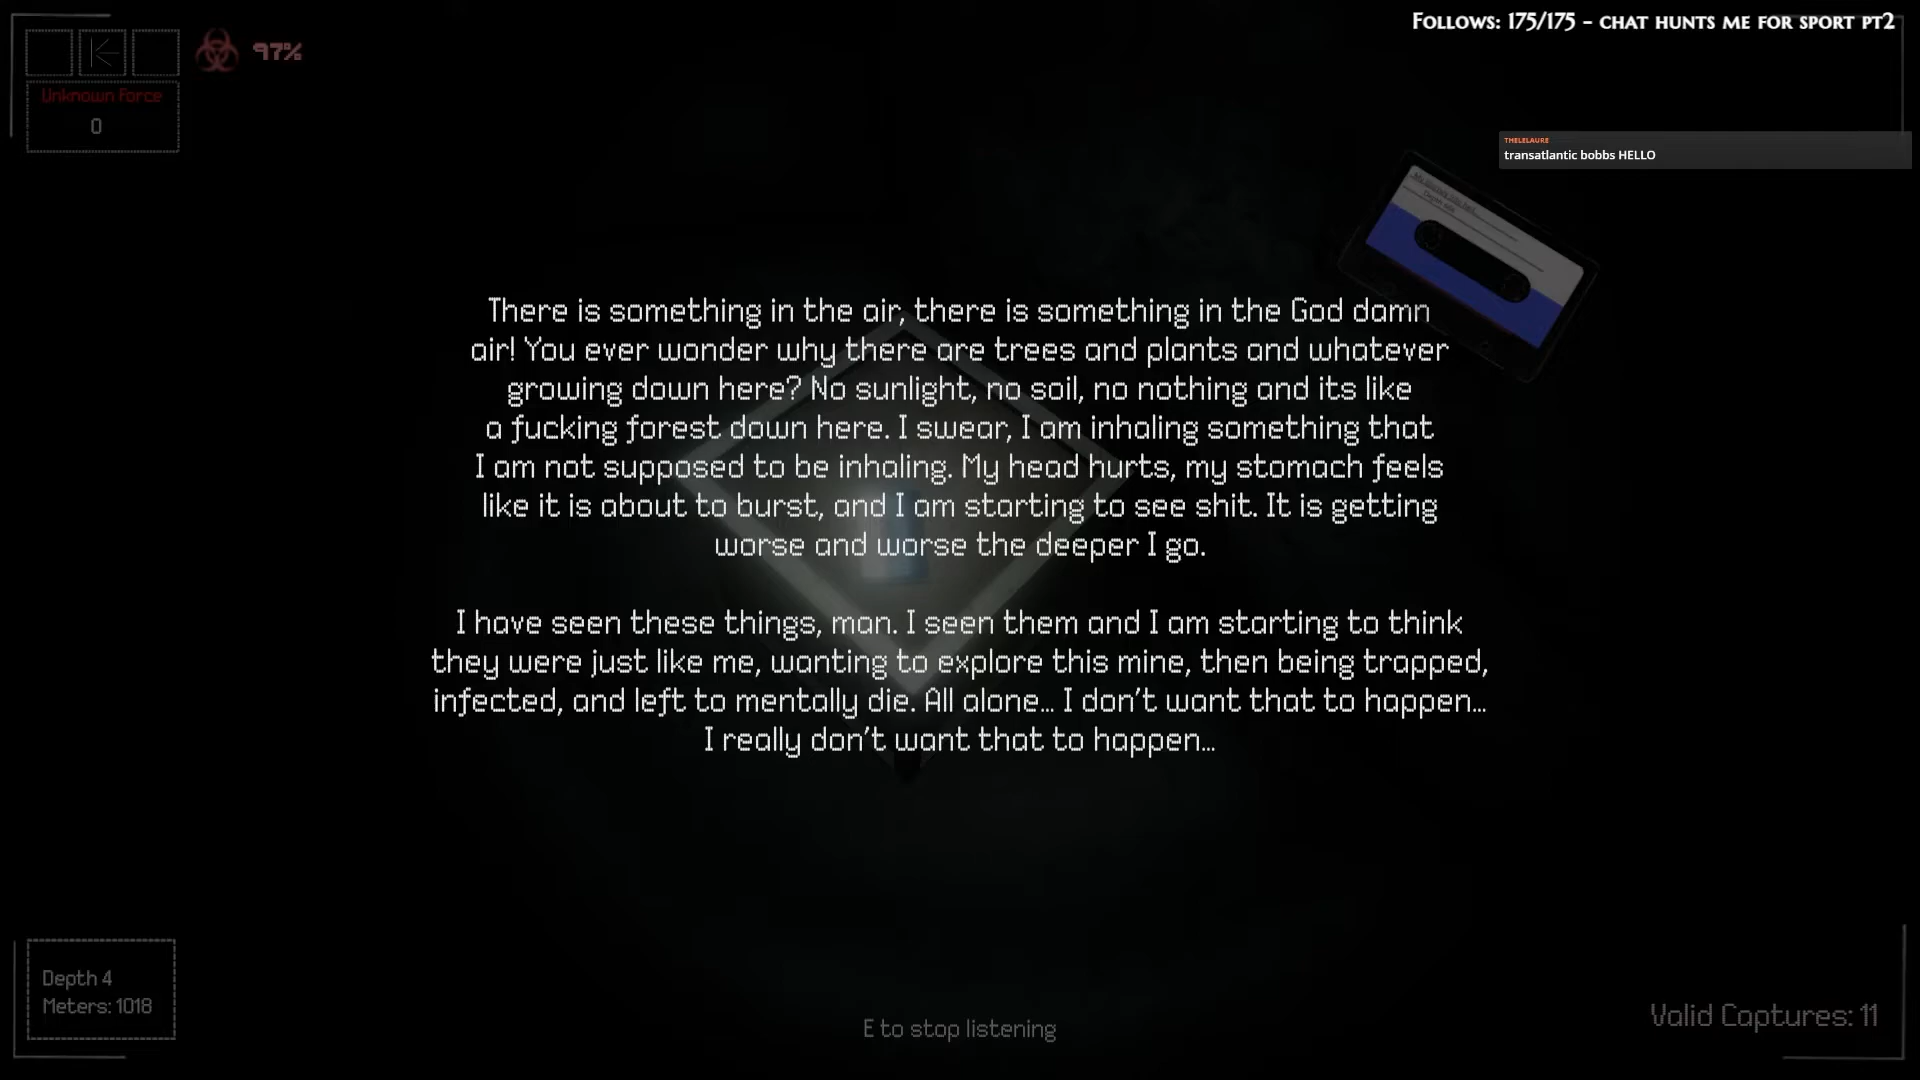 FOLLOWS: 175/175 - CHAT HUNTS ME FOR SPORT PT2
97%
Unknown Force
0
THELELAURE
transatlantic bobbs HELLO
There is something in the air, there is something in the God damn
air! You ever wonder why there are trees and plants and whatever
growing down here? No sunlight, no soil, no nothing and its like
a fucking forest down here. I swear, I am inhaling something that
I am not supposed to be inhaling. My head hurts, my stomach feels
like it is about to burst, and I am starting to see shit. It is getting
worse and worse the deeper I go.
I have seen these things, man. I seen them and I am starting to think
they were just like me, wanting to explore this mine, then being trapped,
infected, and left to mentally die. All alone... I don't want that to happen...
I really don't want that to happen...
Depth 4
Meters: 1018
E to stop listening
Valid Captures: 11